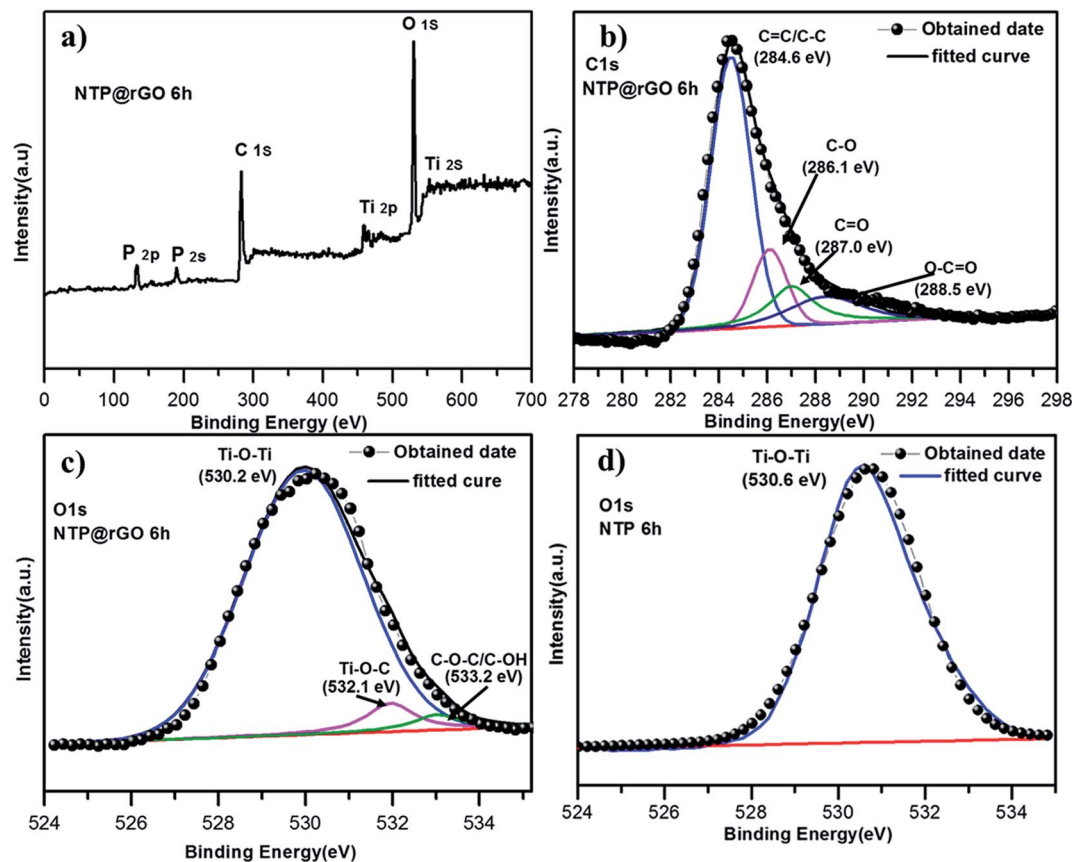 a)
NTP@rGO 6h
O 1s
C 1s
Ti 2s
Ti 2p
P 2p
P 2s
Intensity(a.u)
0 100 200 300 400 500 600 700
Binding Energy (eV)
b)
C1s
NTP@rGO 6h
C=C/C-C
(284.6 eV)
Obtained date
fitted curve
C-O
(286.1 eV)
C=O
(287.0 eV)
O-C=O
(288.5 eV)
Intensity(a.u.)
278 280 282 284 286 288 290 292 294 296 298
Binding Energy(eV)
c)
Ti-O-Ti
(530.2 eV)
Obtained date
fitted cure
O1s
NTP@rGO 6h
Ti-O-C
(532.1 eV)
C-O-C/C-OH
(533.2 eV)
Intensity(a.u.)
524 526 528 530 532 534
Binding Energy(eV)
d)
Ti-O-Ti
(530.6 eV)
Obtained date
fitted curve
O1s
NTP 6h
Intensity(a.u.)
524 526 528 530 532 534
Binding Energy(eV)